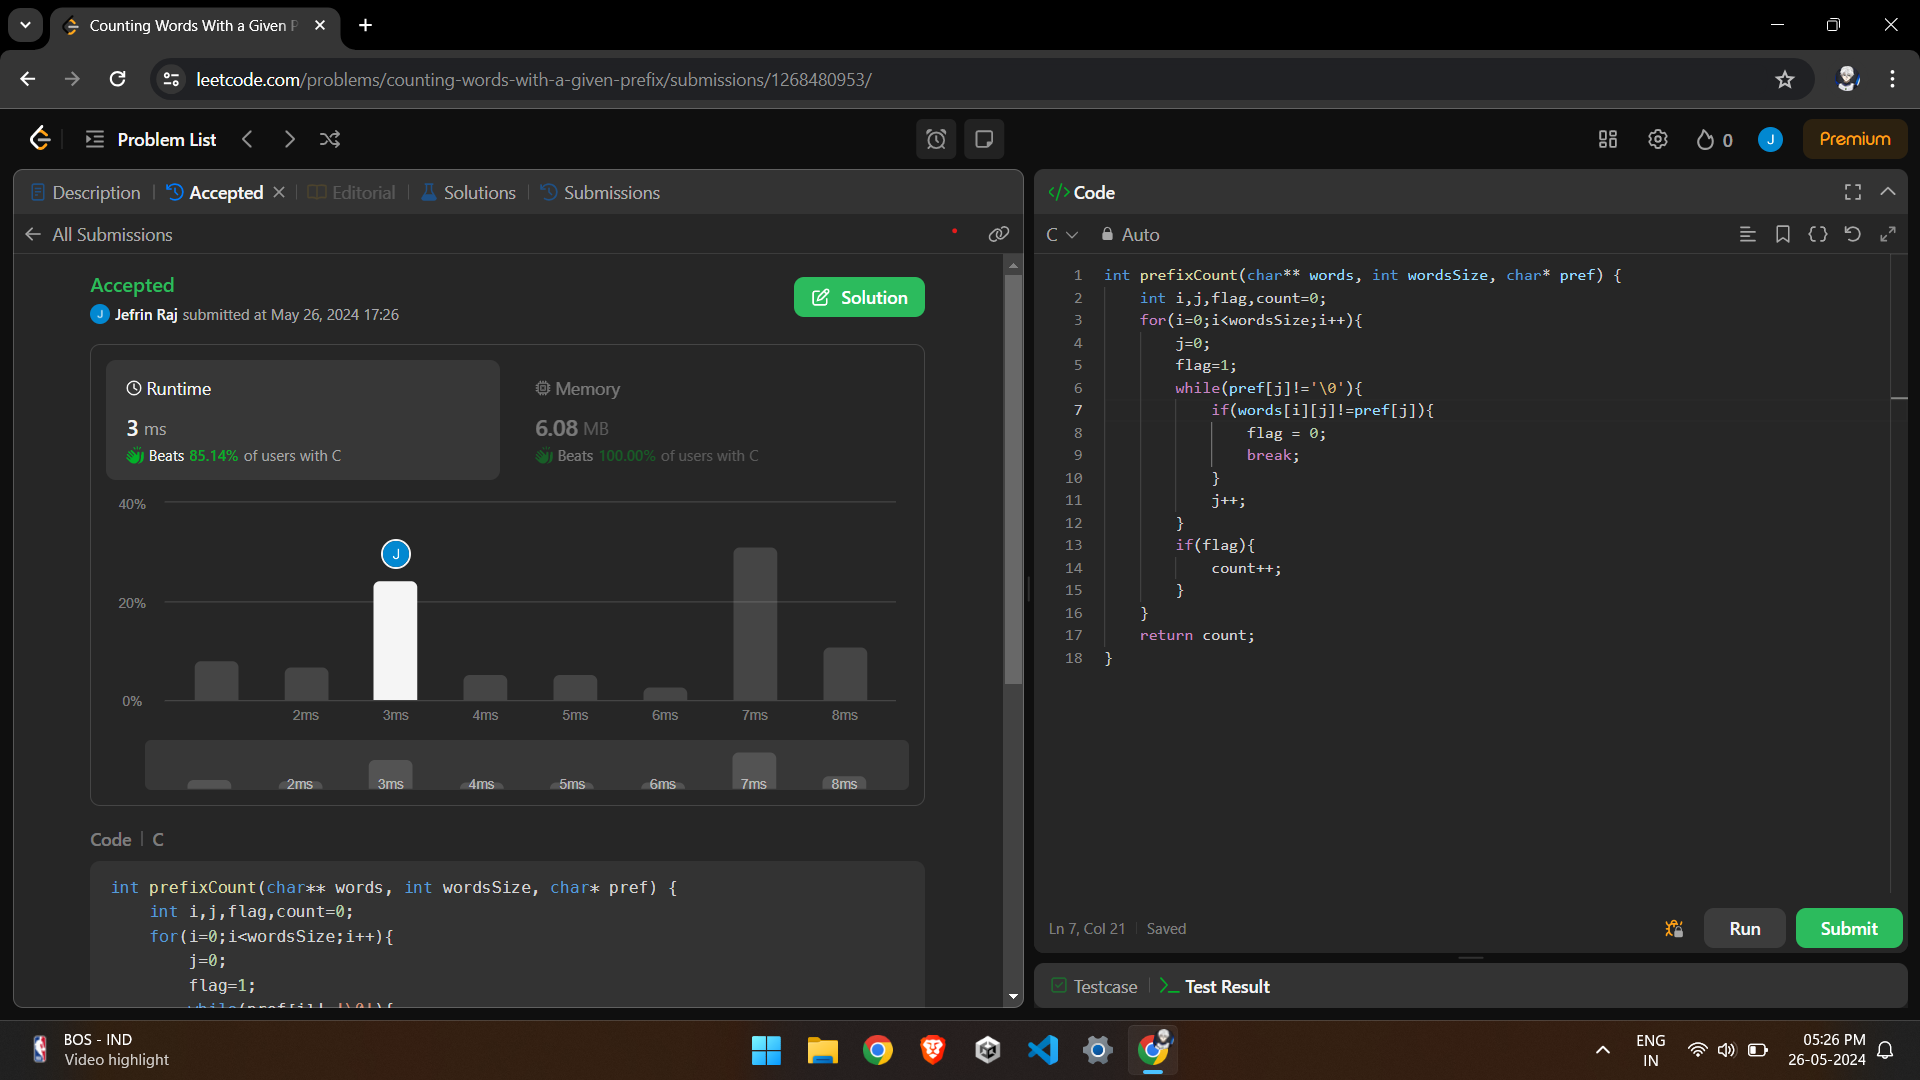 Counting Words With a Given P
leetcode.com/problems/counting-words-with-a-given-prefix/submissions/1268480953/
Problem List
0
J
Premium
Description
Accepted
Editorial
Solutions
Submissions
All Submissions
Accepted
Solution
J
Jefrin Raj submitted at May 26, 2024 17:26
Runtime
3 ms
Beats 85.14% of users with C
Memory
6.08 MB
Beats 100.00% of users with C
40%
J
20%
0%
2ms 3ms 4ms 5ms 6ms 7ms 8ms
2ms 3ms 4ms 5ms 6ms 7ms 8ms
Code | C
int prefixCount(char** words, int wordsSize, char* pref) {
int i,j,flag,count=0;
for(i=0;i<wordsSize;i++){
j=0;
flag=1;
while(pref[j]!='\0'){
</> Code
C
Auto
1 int prefixCount(char** words, int wordsSize, char* pref) {
2 int i,j,flag,count=0;
3 for(i=0;i<wordsSize;i++){
4 j=0;
5 flag=1;
6 while(pref[j]!='\0'){
7 if(words[i][j]!=pref[j]){
8 flag = 0;
9 break;
10 }
11 j++;
12 }
13 if(flag){
14 count++;
15 }
16 }
17 return count;
18 }
Ln 7, Col 21
Saved
Run
Submit
Testcase
Test Result
BOS - IND
Video highlight
ENG
IN
05:26 PM
26-05-2024